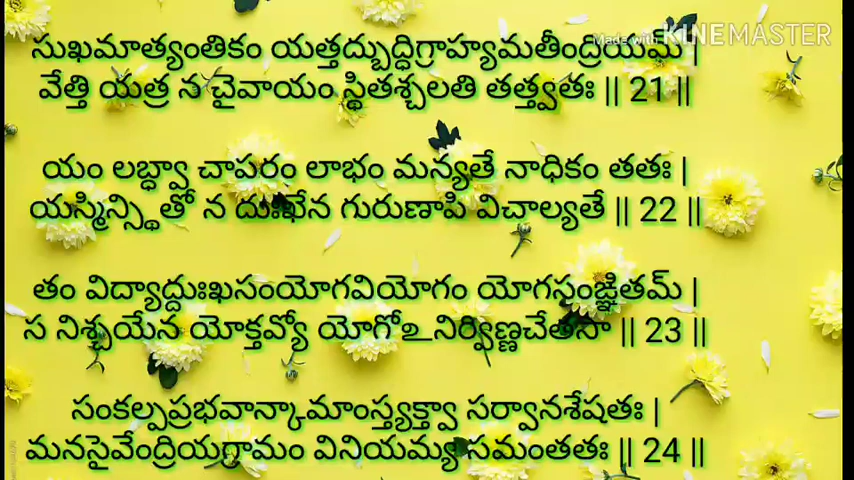 Made with KINEMASTER
సుఖమాత్యంతికం యత్తద్బుద్ధిగ్రాహ్యమతీంద్రియమ్ |
వేత్తి యత్ర న చైవాయం స్థితశ్చలతి తత్త్వతః || 21 ||
యం లబ్ధ్వా చాపరం లాభం మన్యతే నాధికం తతః |
యస్మిన్స్థితో న దుఃఖేన గురుణాపి విచాల్యతే || 22 ||
తం విద్యాద్దుఃఖసంయోగవియోగం యోగసంజ్ఞితమ్ |
స నిశ్చయేన యోక్తవ్యో యోగోఽనిర్విణ్ణచేతసా || 23 ||
సంకల్పప్రభవాన్కామాంస్త్యక్త్వా సర్వానశేషతః |
మనసైవేంద్రియగ్రామం వినియమ్య సమంతతః || 24 ||